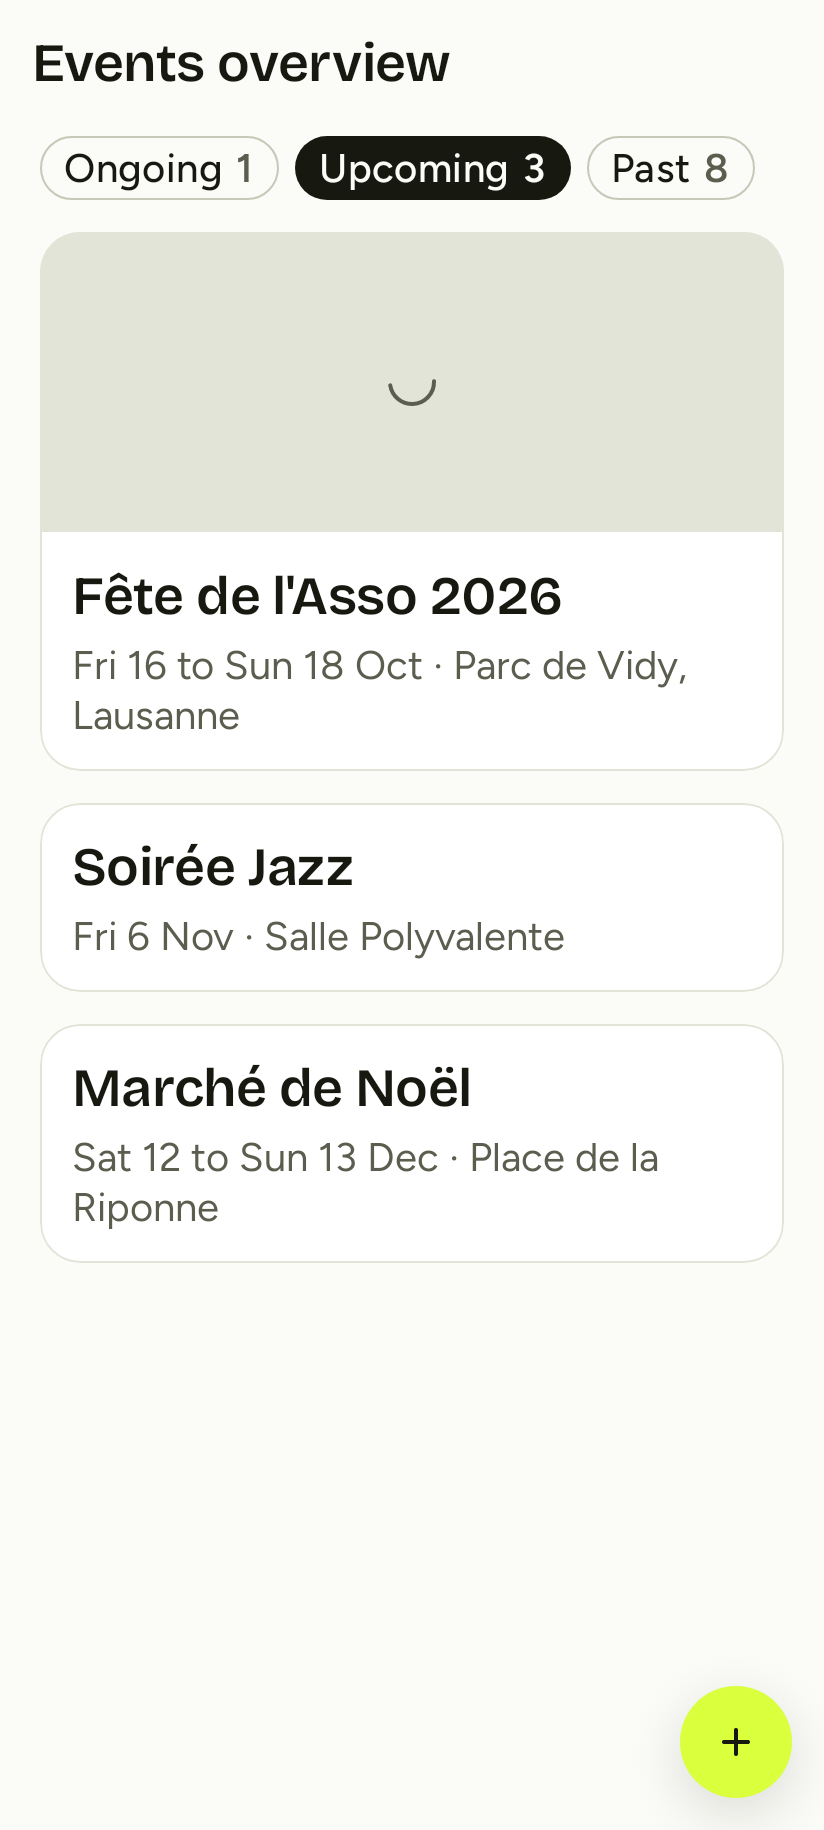 Events overview
Ongoing 1 Upcoming 3 Past 8
Fête de l'Asso 2026
Fri 16 to Sun 18 Oct · Parc de Vidy,
Lausanne
Soirée Jazz
Fri 6 Nov · Salle Polyvalente
Marché de Noël
Sat 12 to Sun 13 Dec · Place de la
Riponne